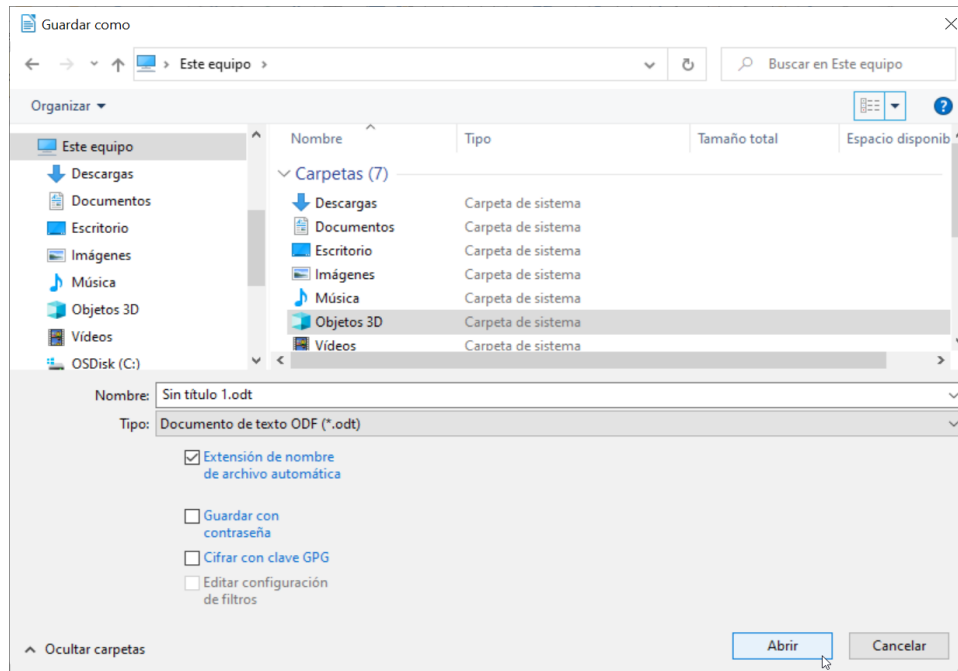 Guardar como
Este equipo
Buscar en Este equipo
Organizar
Este equipo
Descargas
Documentos
Escritorio
Imágenes
Música
Objetos 3D
Vídeos
OSDisk (C:)
Nombre Tipo Tamaño total Espacio disponib
Carpetas (7)
Descargas Carpeta de sistema
Documentos Carpeta de sistema
Escritorio Carpeta de sistema
Imágenes Carpeta de sistema
Música Carpeta de sistema
Objetos 3D Carpeta de sistema
Vídeos Carpeta de sistema
Nombre: Sin título 1.odt
Tipo: Documento de texto ODF (*.odt)
Extensión de nombre
de archivo automática
Guardar con
contraseña
Cifrar con clave GPG
Editar configuración
de filtros
Ocultar carpetas
Abrir Cancelar